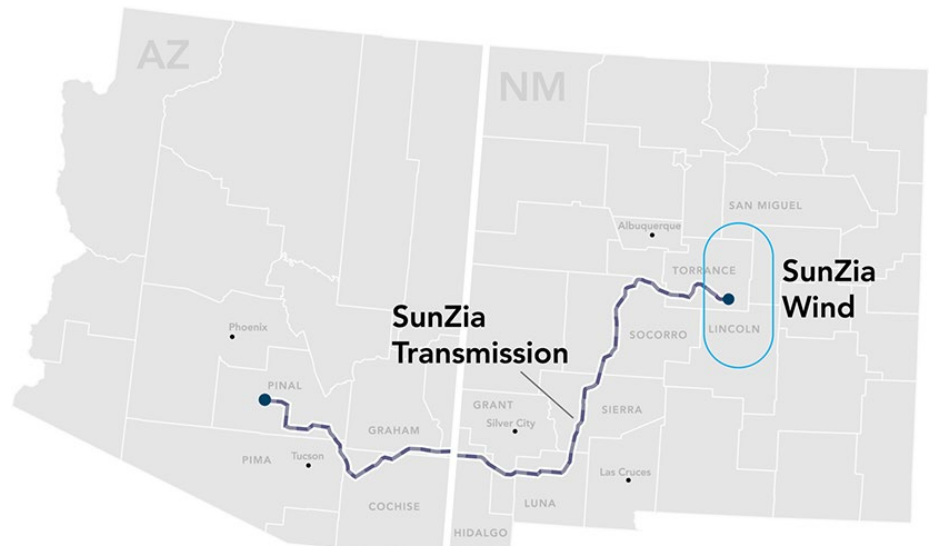 AZ
NM
SAN MIGUEL
Albuquerque
TORRANCE
SunZia
Wind
SunZia
Transmission
Phoenix
SOCORRO
LINCOLN
PINAL
GRANT
SIERRA
Silver City
GRAHAM
PIMA
Tucson
Las Cruces
COCHISE
LUNA
HIDALGO